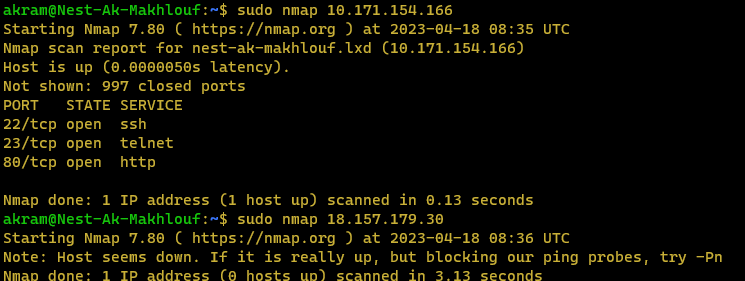 akram@Nest-Ak-Makhlouf:~$ sudo nmap 10.171.154.166
Starting Nmap 7.80 ( https://nmap.org ) at 2023-04-18 08:35 UTC
Nmap scan report for nest-ak-makhlouf.lxd (10.171.154.166)
Host is up (0.0000050s latency).
Not shown: 997 closed ports
PORT   STATE SERVICE
22/tcp open  ssh
23/tcp open  telnet
80/tcp open  http

Nmap done: 1 IP address (1 host up) scanned in 0.13 seconds
akram@Nest-Ak-Makhlouf:~$ sudo nmap 18.157.179.30
Starting Nmap 7.80 ( https://nmap.org ) at 2023-04-18 08:36 UTC
Note: Host seems down. If it is really up, but blocking our ping probes, try -Pn
Nmap done: 1 IP address (0 hosts up) scanned in 3.13 seconds